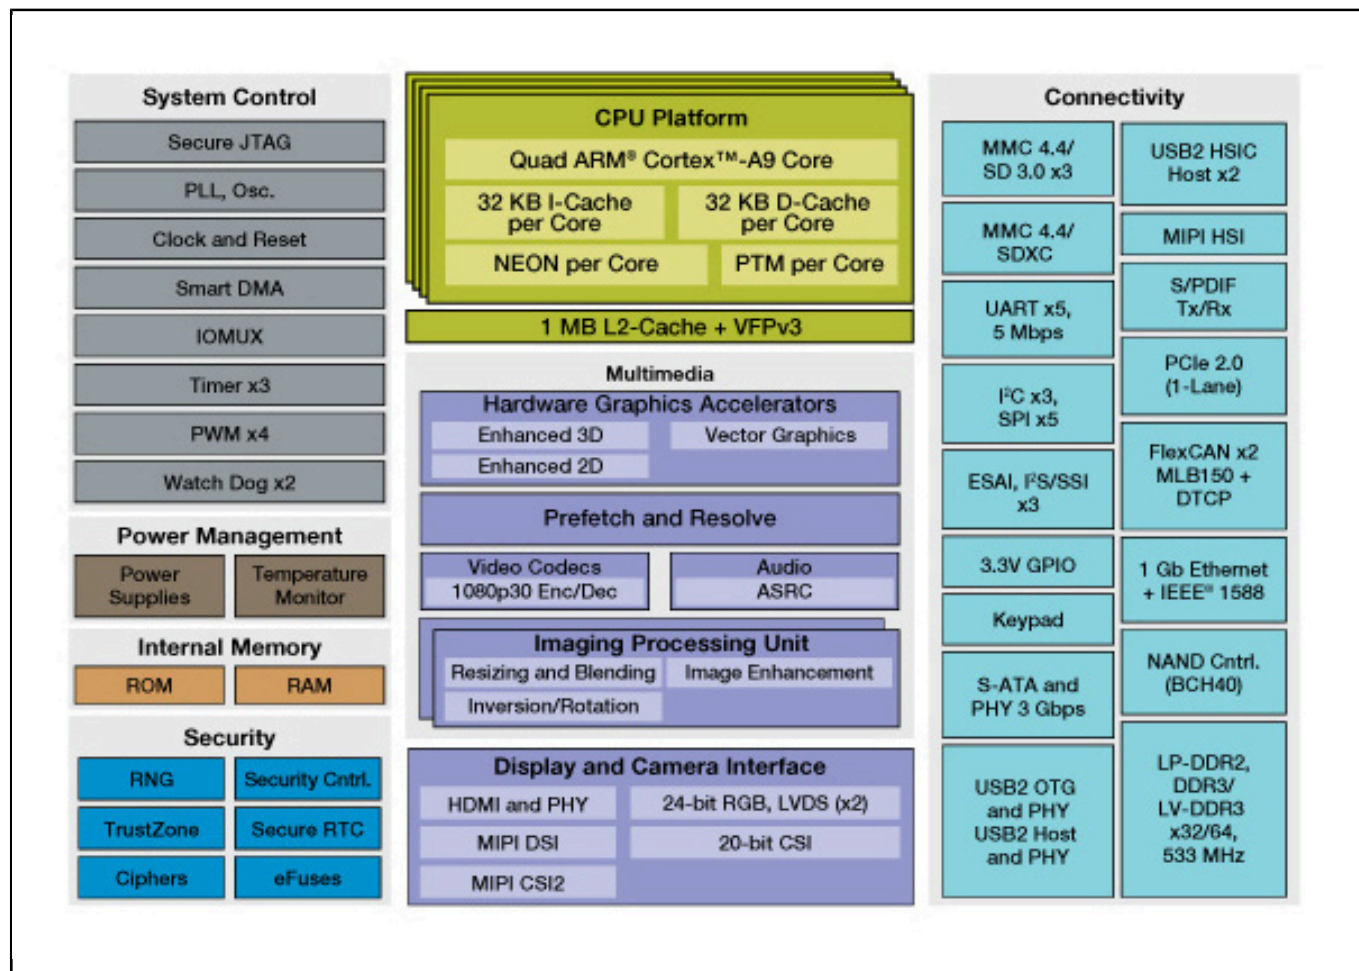 System Control
Secure JTAG
PLL, Osc.
Clock and Reset
Smart DMA
IOMUX
Timer x3
PWM x4
Watch Dog x2
Power Management
Power
Supplies
Temperature
Monitor
Internal Memory
ROM
RAM
Security
RNG
Security Cntrl.
TrustZone
Secure RTC
Ciphers
eFuses
CPU Platform
Quad ARM® Cortex™-A9 Core
32 KB I-Cache
per Core
32 KB D-Cache
per Core
NEON per Core
PTM per Core
1 MB L2-Cache + VFPv3
Multimedia
Hardware Graphics Accelerators
Enhanced 3D
Vector Graphics
Enhanced 2D
Prefetch and Resolve
Video Codecs
1080p30 Enc/Dec
Audio
ASRC
Imaging Processing Unit
Resizing and Blending
Image Enhancement
Inversion/Rotation
Display and Camera Interface
HDMI and PHY
24-bit RGB, LVDS (x2)
MIPI DSI
20-bit CSI
MIPI CSI2
Connectivity
MMC 4.4/
SD 3.0 x3
MMC 4.4/
SDXC
UART x5,
5 Mbps
I²C x3,
SPI x5
ESAI, I²S/SSI
x3
3.3V GPIO
Keypad
S-ATA and
PHY 3 Gbps
USB2 OTG
and PHY
USB2 Host
and PHY
USB2 HSIC
Host x2
MIPI HSI
S/PDIF
Tx/Rx
PCIe 2.0
(1-Lane)
FlexCAN x2
MLB150 +
DTCP
1 Gb Ethernet
+ IEEE® 1588
NAND Cntrl.
(BCH40)
LP-DDR2,
DDR3/
LV-DDR3
x32/64,
533 MHz